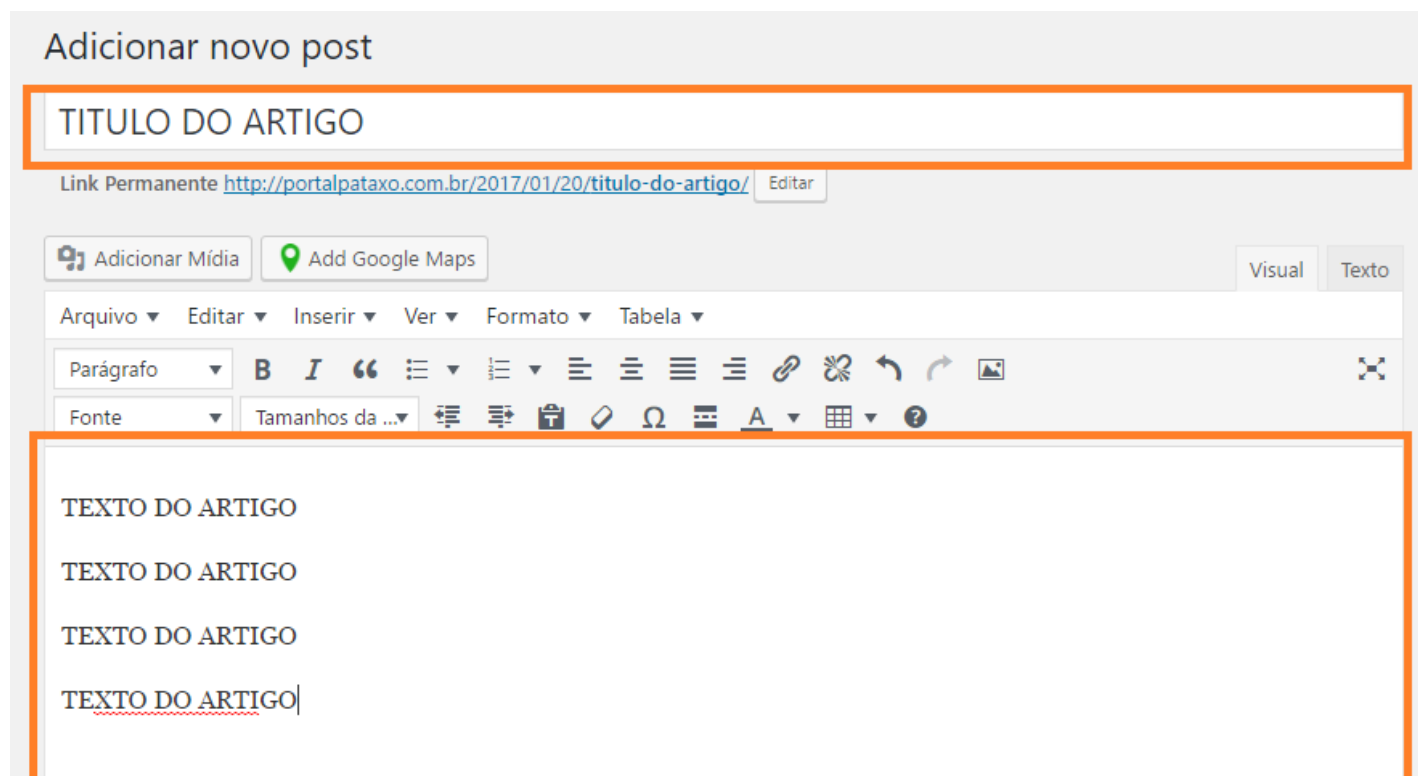 Adicionar novo post
TITULO DO ARTIGO
Link Permanente http://portalpataxo.com.br/2017/01/20/titulo-do-artigo/ Editar
Adicionar Mídia Add Google Maps Visual Texto
Arquivo Editar Inserir Ver Formato Tabela
Parágrafo
Fonte Tamanhos da ...
TEXTO DO ARTIGO
TEXTO DO ARTIGO
TEXTO DO ARTIGO
TEXTO DO ARTIGO